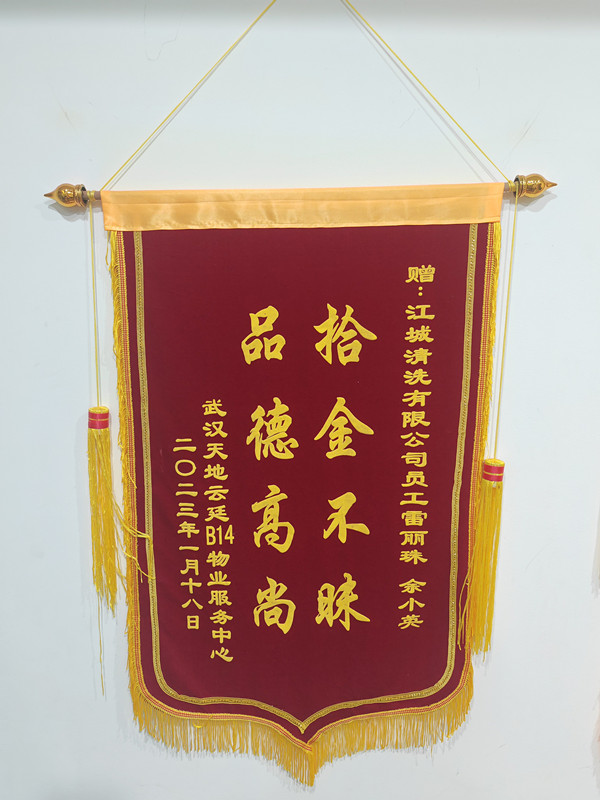 赠：江城清洗有限公司员工雷丽珠 余小英
拾金不昧
品德高尚
武汉天地云廷B14物业服务中心
二〇二三年一月十八日